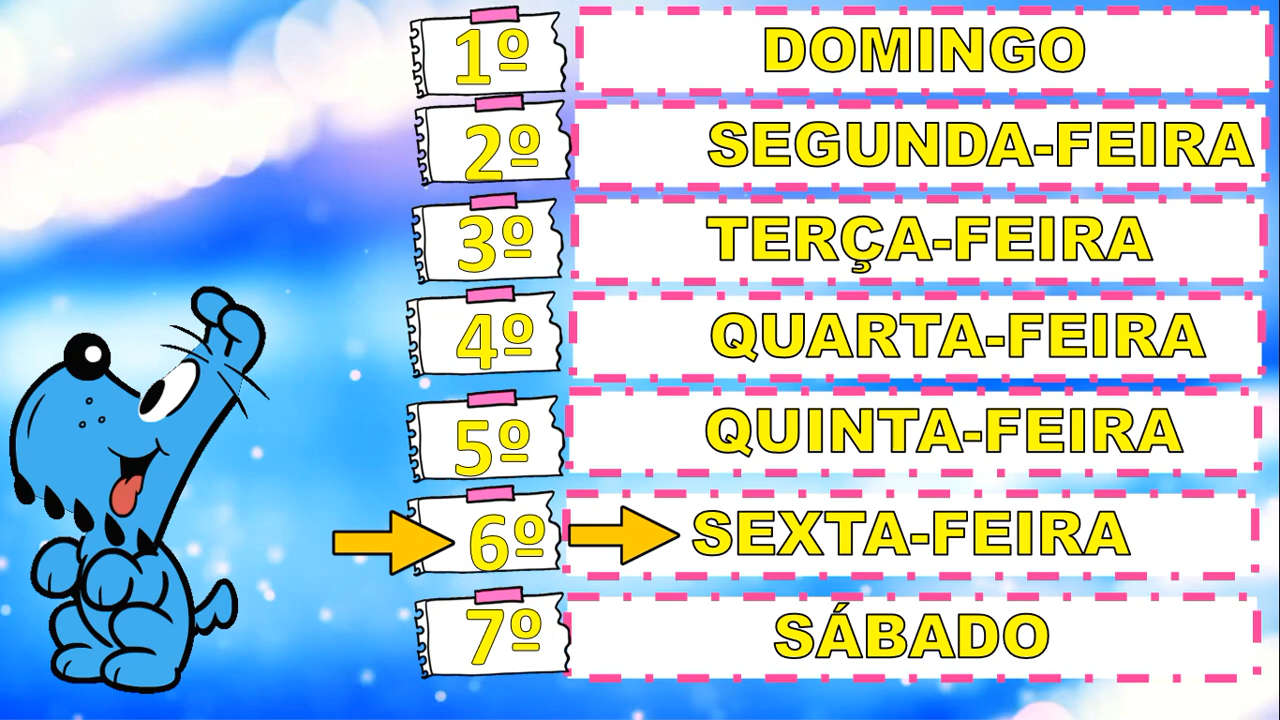 1º DOMINGO
2º SEGUNDA-FEIRA
3º TERÇA-FEIRA
4º QUARTA-FEIRA
5º QUINTA-FEIRA
6º SEXTA-FEIRA
7º SÁBADO